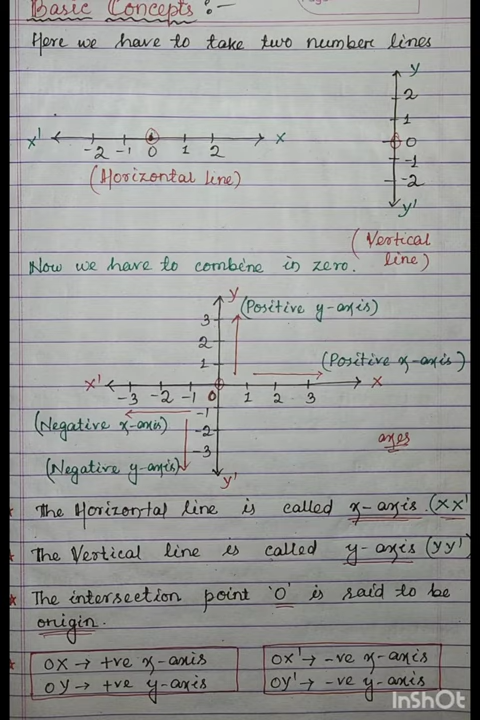 Basic Concepts :-
Here we have to take two number lines
y
2
1
0
-1
-2
y'
x' -2 -1 0 1 2 x
(Horizontal line)
(Vertical line)
Now we have to combine in zero.
y
(Positive y-axis)
3
2
1
(Positive x-axis)
x' -3 -2 -1 0 1 2 3 x
(Negative x-axis)
-1
-2
-3
axes
(Negative y-axis)
y'
* The Horizontal line is called x-axis (XX'
* The Vertical line is called y-axis (yy')
* The intersection point '0' is said to be
origin.
* OX → +ve x-axis
OY → +ve y-axis
OX' → -ve x-axis
OY' → -ve y-axis
InShOt